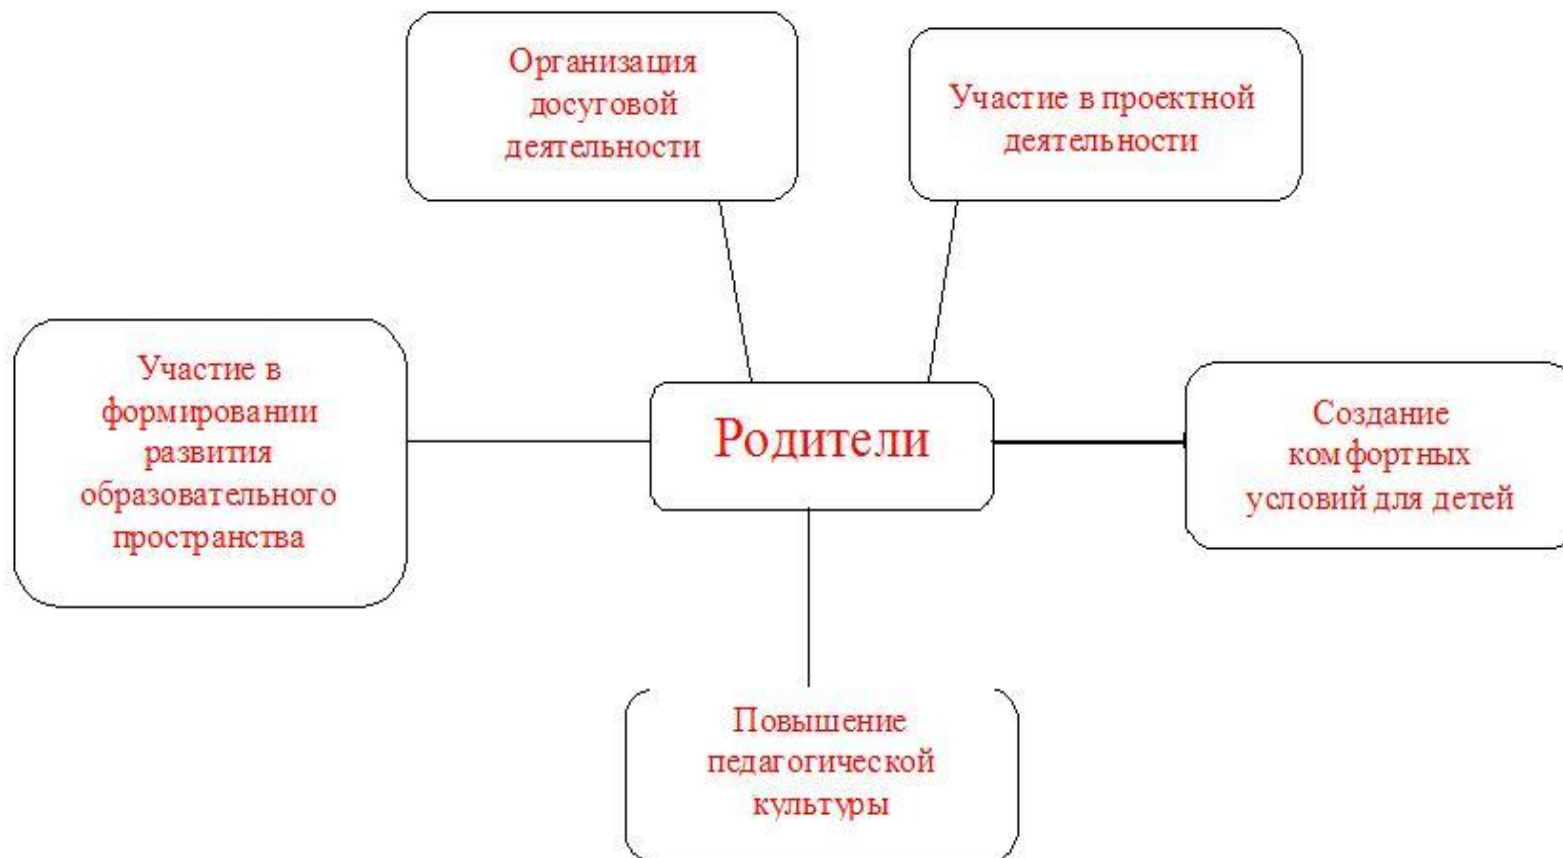 Организация
досуговой
деятельности
Участие в проектной
деятельности
Участие в
формировании
развития
образовательного
пространства
Родители
Создание
комфортных
условий для детей
Повышение
педагогической
культуры